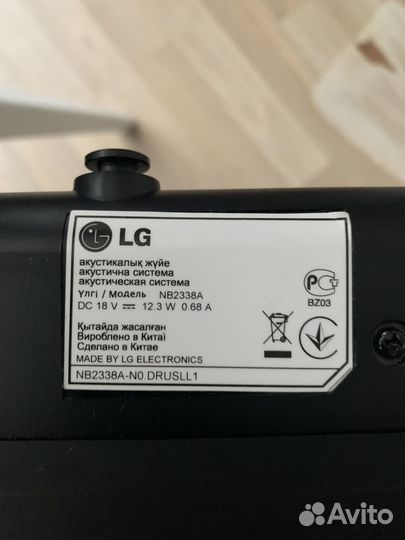 LG
акустикалық жүйе
акустична система
акустическая система
Үлгі / Модель NB2338A
DC 18 V 12.3 W 0.68 A
Қытайда жасалған
Вироблено в Китаї
Сделано в Китае
MADE BY LG ELECTRONICS
NB2338A-N0 DRUSLL1
РСТ
BZ03
Avito